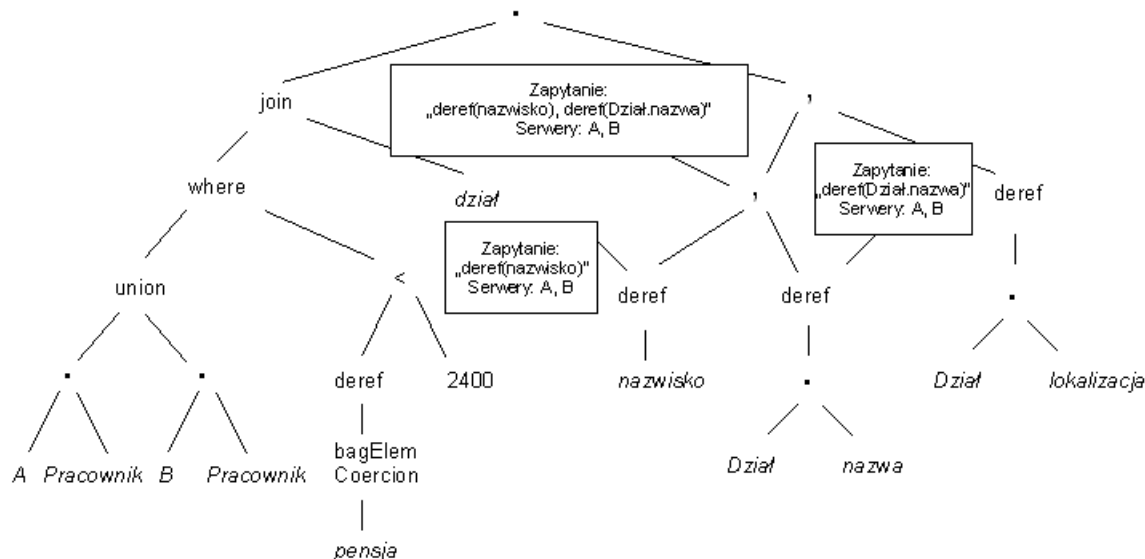 .
join
Zapytanie:
„deref(nazwisko), deref(Dział.nazwa)”
Serwery: A, B
,
where
dział
,
Zapytanie:
„deref(Dział.nazwa)”
Serwery: A, B
deref
union
<
Zapytanie:
„deref(nazwisko)”
Serwery: A, B
deref
deref
.
. . deref 2400 nazwisko . Dział lokalizacja
A Pracownik B Pracownik
bagElem
Coercion
Dział nazwa
pensja